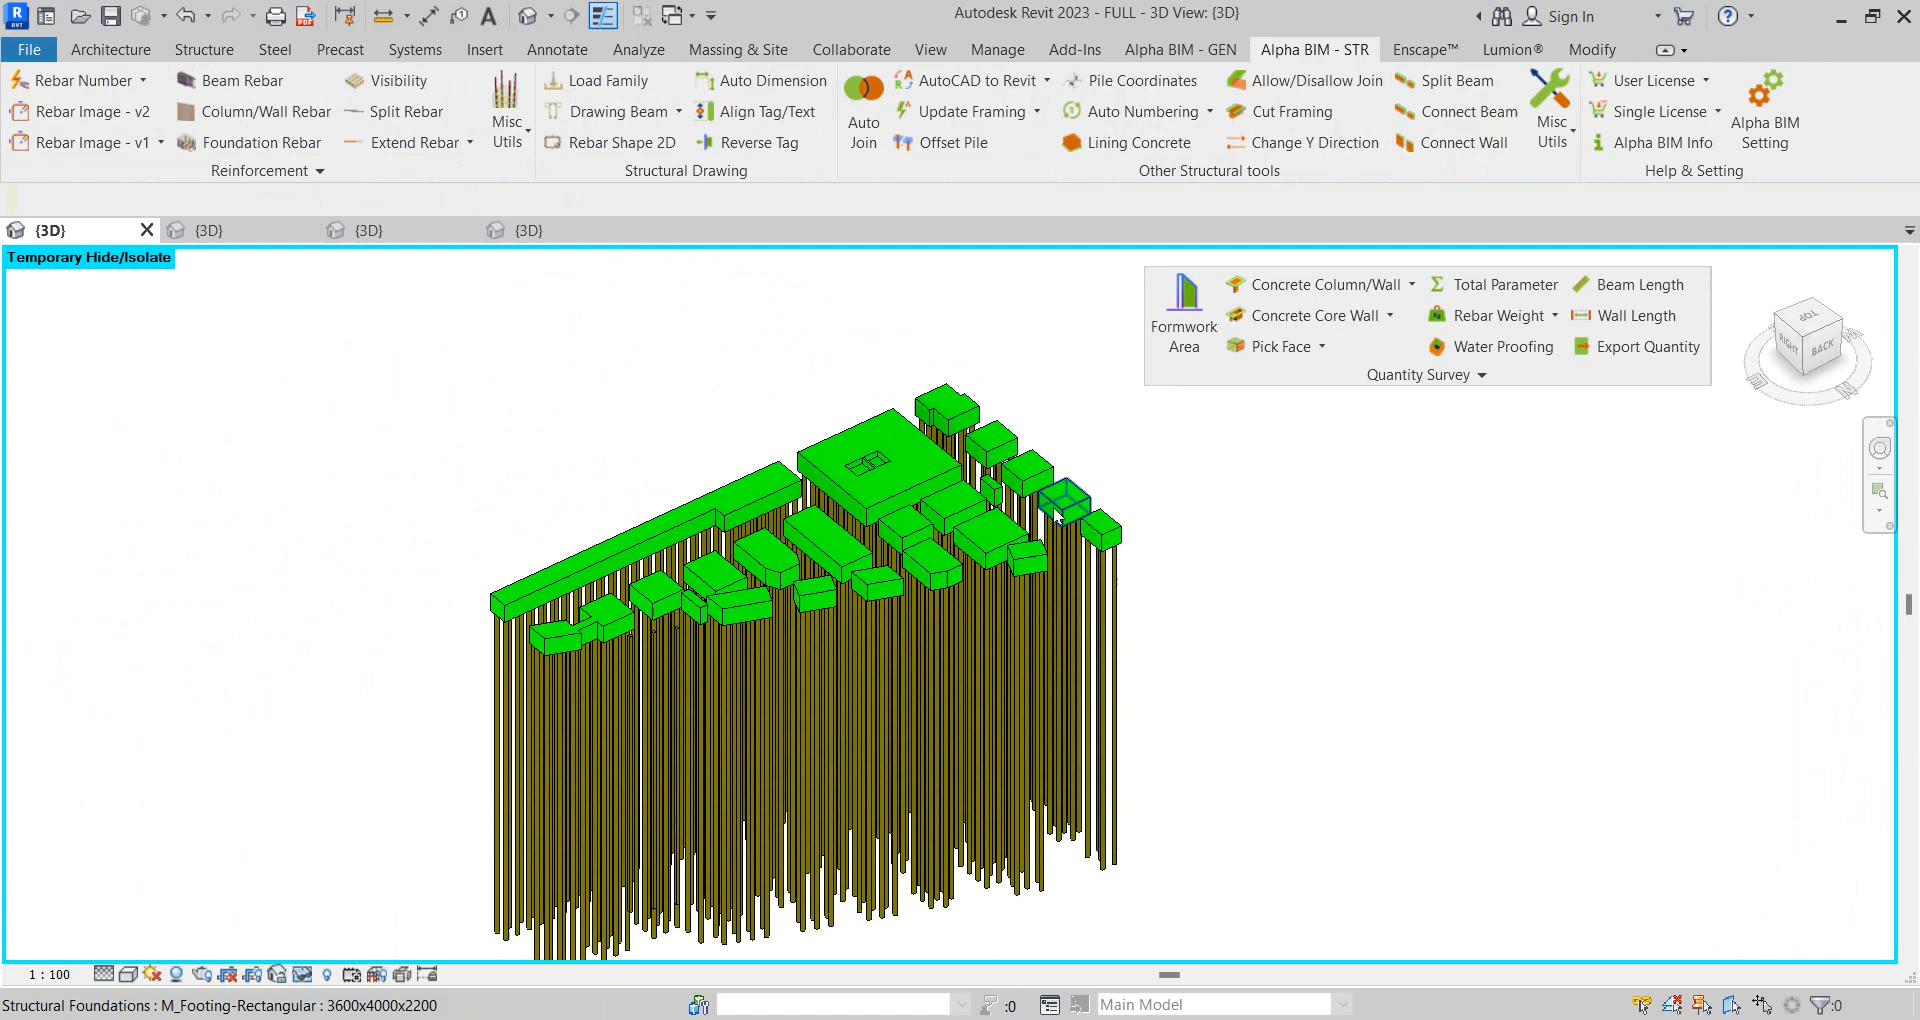 R
RVT
Autodesk Revit 2023 - FULL - 3D View: {3D}
Sign In
File Architecture Structure Steel Precast Systems Insert Annotate Analyze Massing & Site Collaborate View Manage Add-Ins Alpha BIM - GEN Alpha BIM - STR Enscape™ Lumion® Modify
Rebar Number Beam Rebar Visibility Load Family Auto Dimension AutoCAD to Revit Pile Coordinates Allow/Disallow Join Split Beam User License
Rebar Image - v2 Column/Wall Rebar Split Rebar Drawing Beam Align Tag/Text Update Framing Auto Numbering Cut Framing Connect Beam Single License
Rebar Image - v1 Foundation Rebar Extend Rebar Rebar Shape 2D Reverse Tag Offset Pile Lining Concrete Change Y Direction Connect Wall Alpha BIM Info
Misc
Utils
Auto
Join
Misc
Utils
Alpha BIM
Setting
Reinforcement Structural Drawing Other Structural tools Help & Setting
{3D} {3D} {3D} {3D}
Temporary Hide/Isolate
Formwork
Area
Concrete Column/Wall Total Parameter Beam Length
Concrete Core Wall Rebar Weight Wall Length
Pick Face Water Proofing Export Quantity
Quantity Survey
TOP
RIGHT
BACK
1 : 100
Structural Foundations : M_Footing-Rectangular : 3600x4000x2200
:0
Main Model
:0